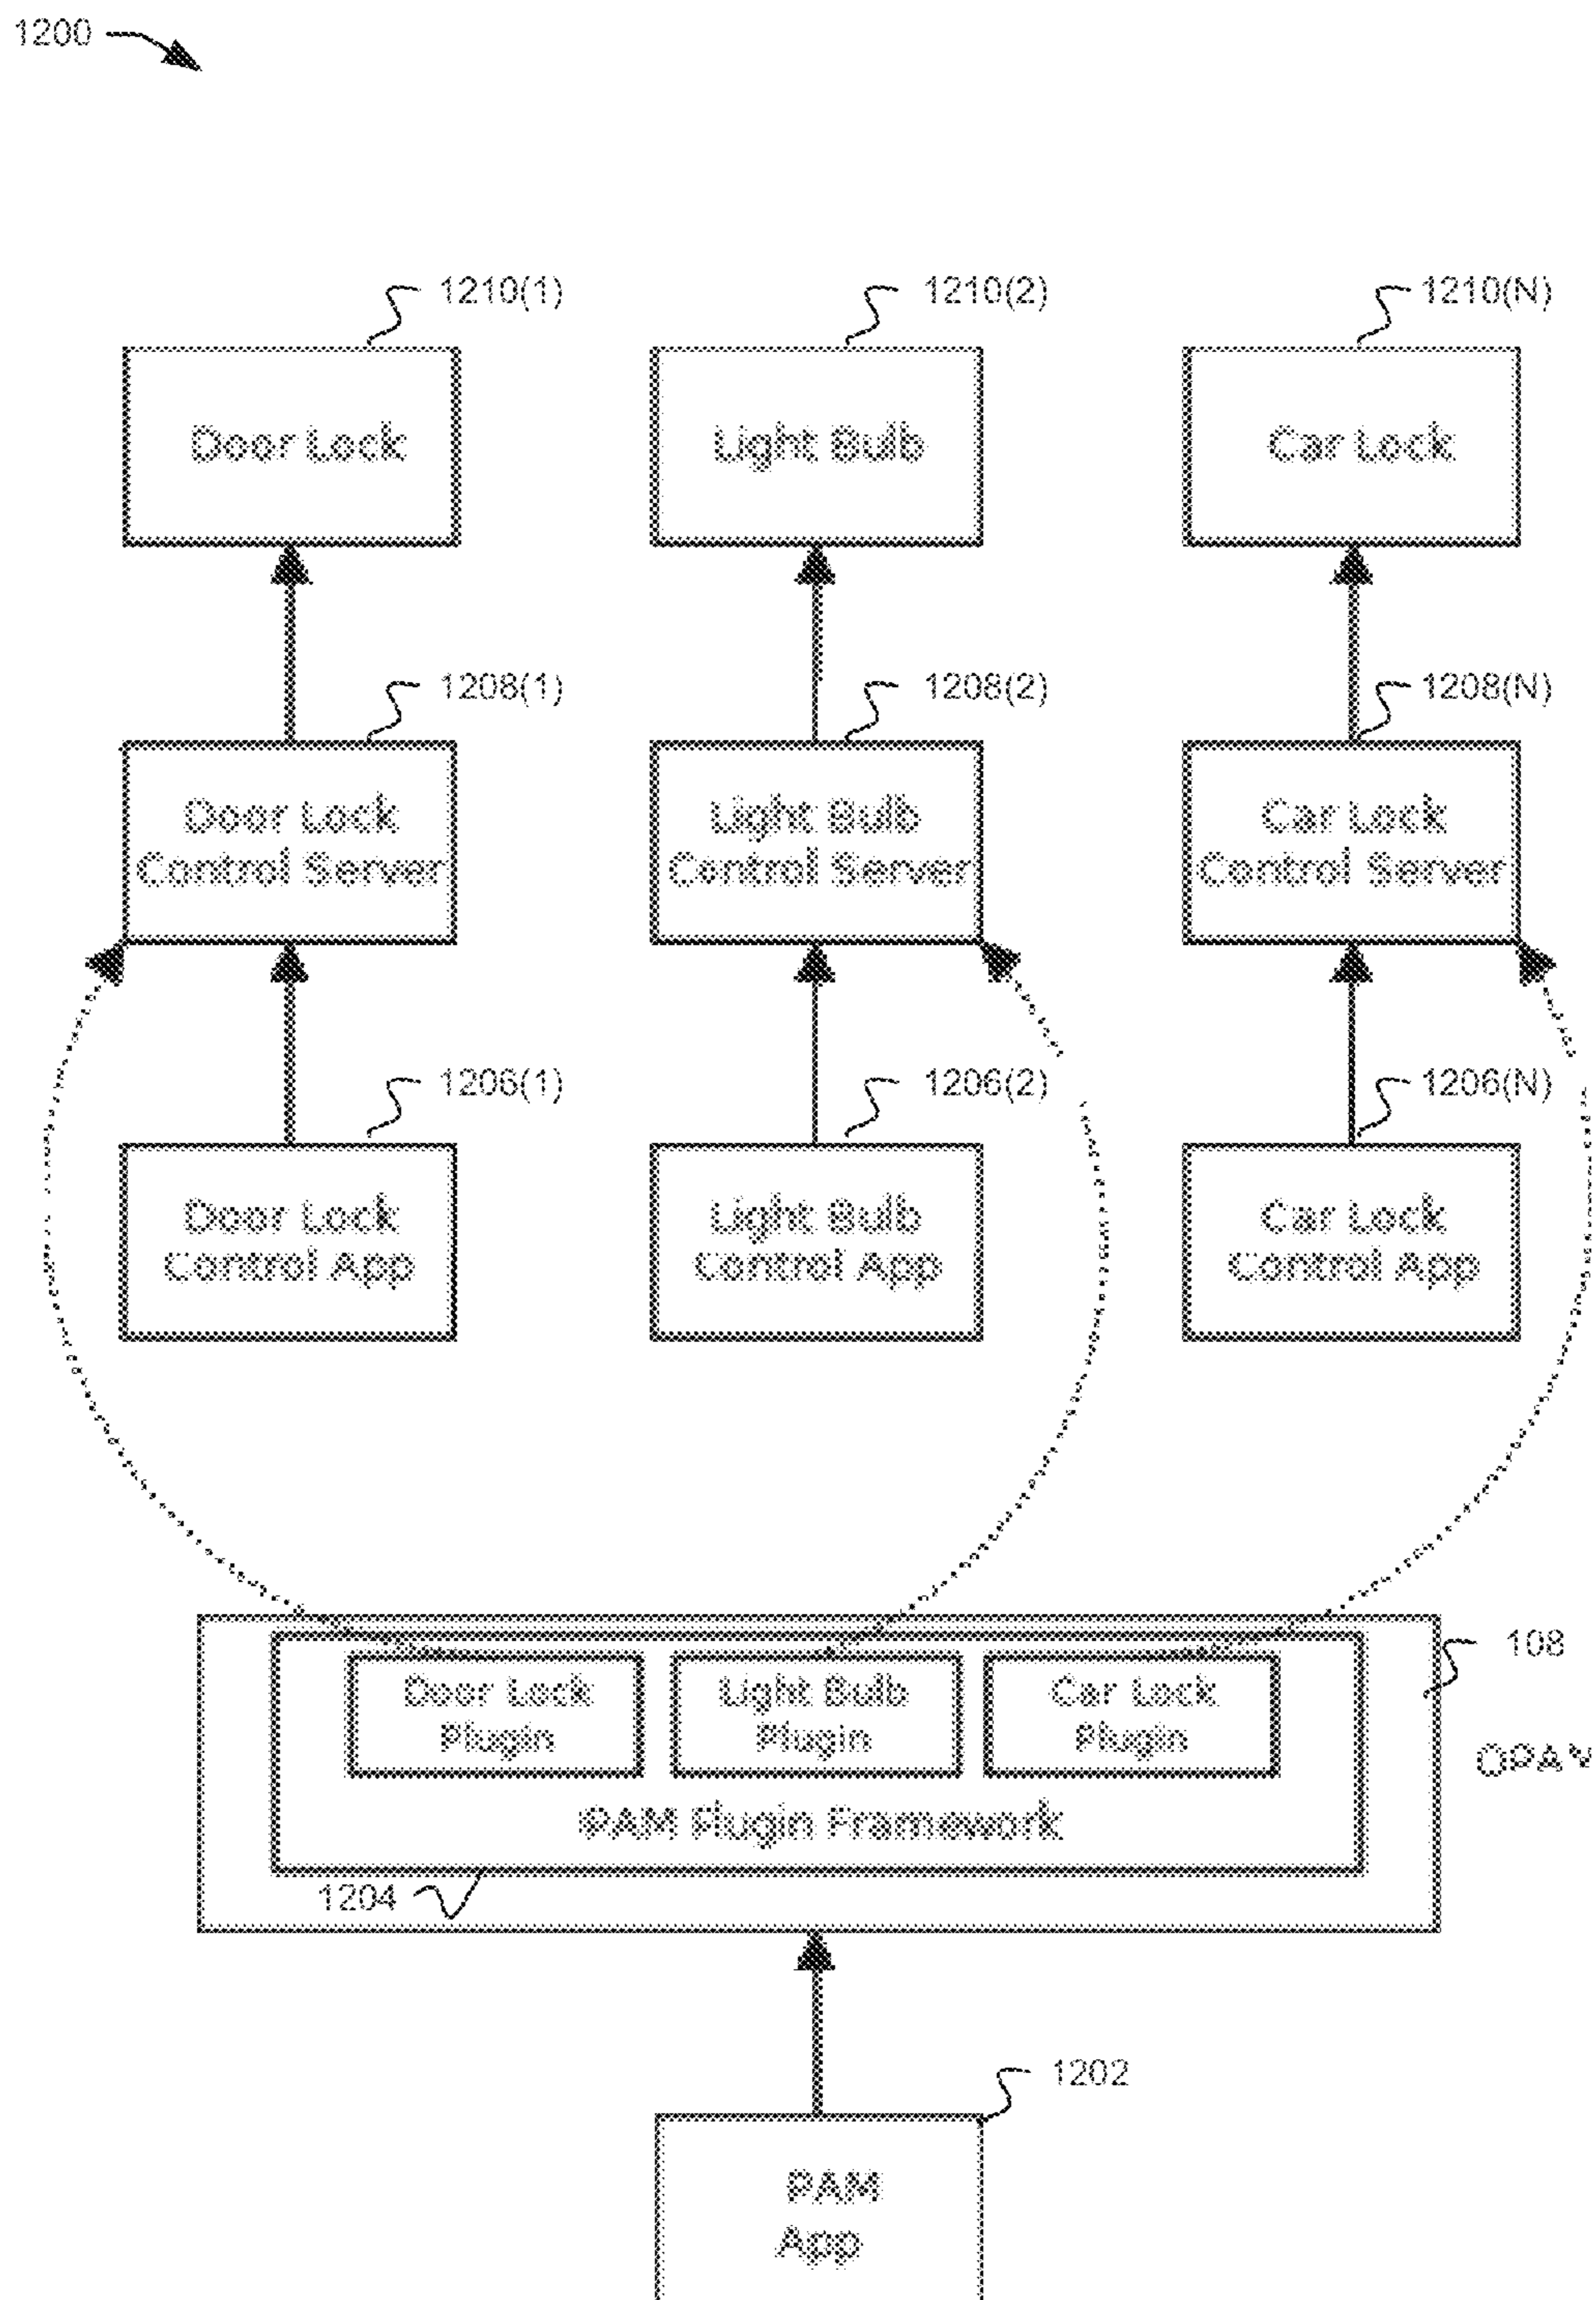 1200
1210(1)
1210(2)
1210(N)
Door Lock
Light Bulb
Car Lock
1208(1)
1208(2)
1208(N)
Door Lock
Control Server
Light Bulb
Control Server
Car Lock
Control Server
1206(1)
1206(2)
1206(N)
Door Lock
Control App
Light Bulb
Control App
Car Lock
Control App
108
Door Lock
Plugin
Light Bulb
Plugin
Car Lock
Plugin
PAM Plugin Framework
1204
1202
PAM
App